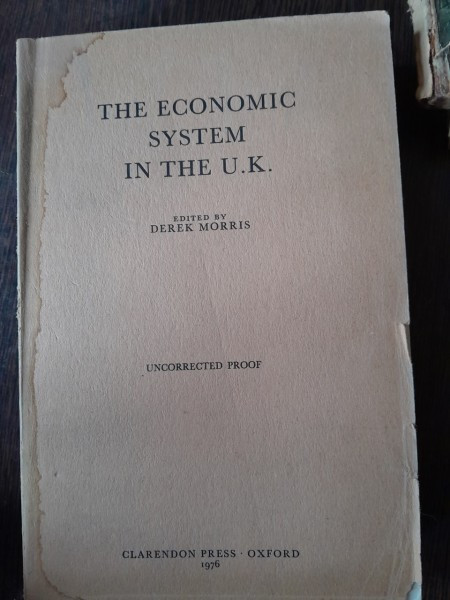 THE ECONOMIC
SYSTEM
IN THE U.K.
EDITED BY
DEREK MORRIS
UNCORRECTED PROOF
CLARENDON PRESS · OXFORD
1976